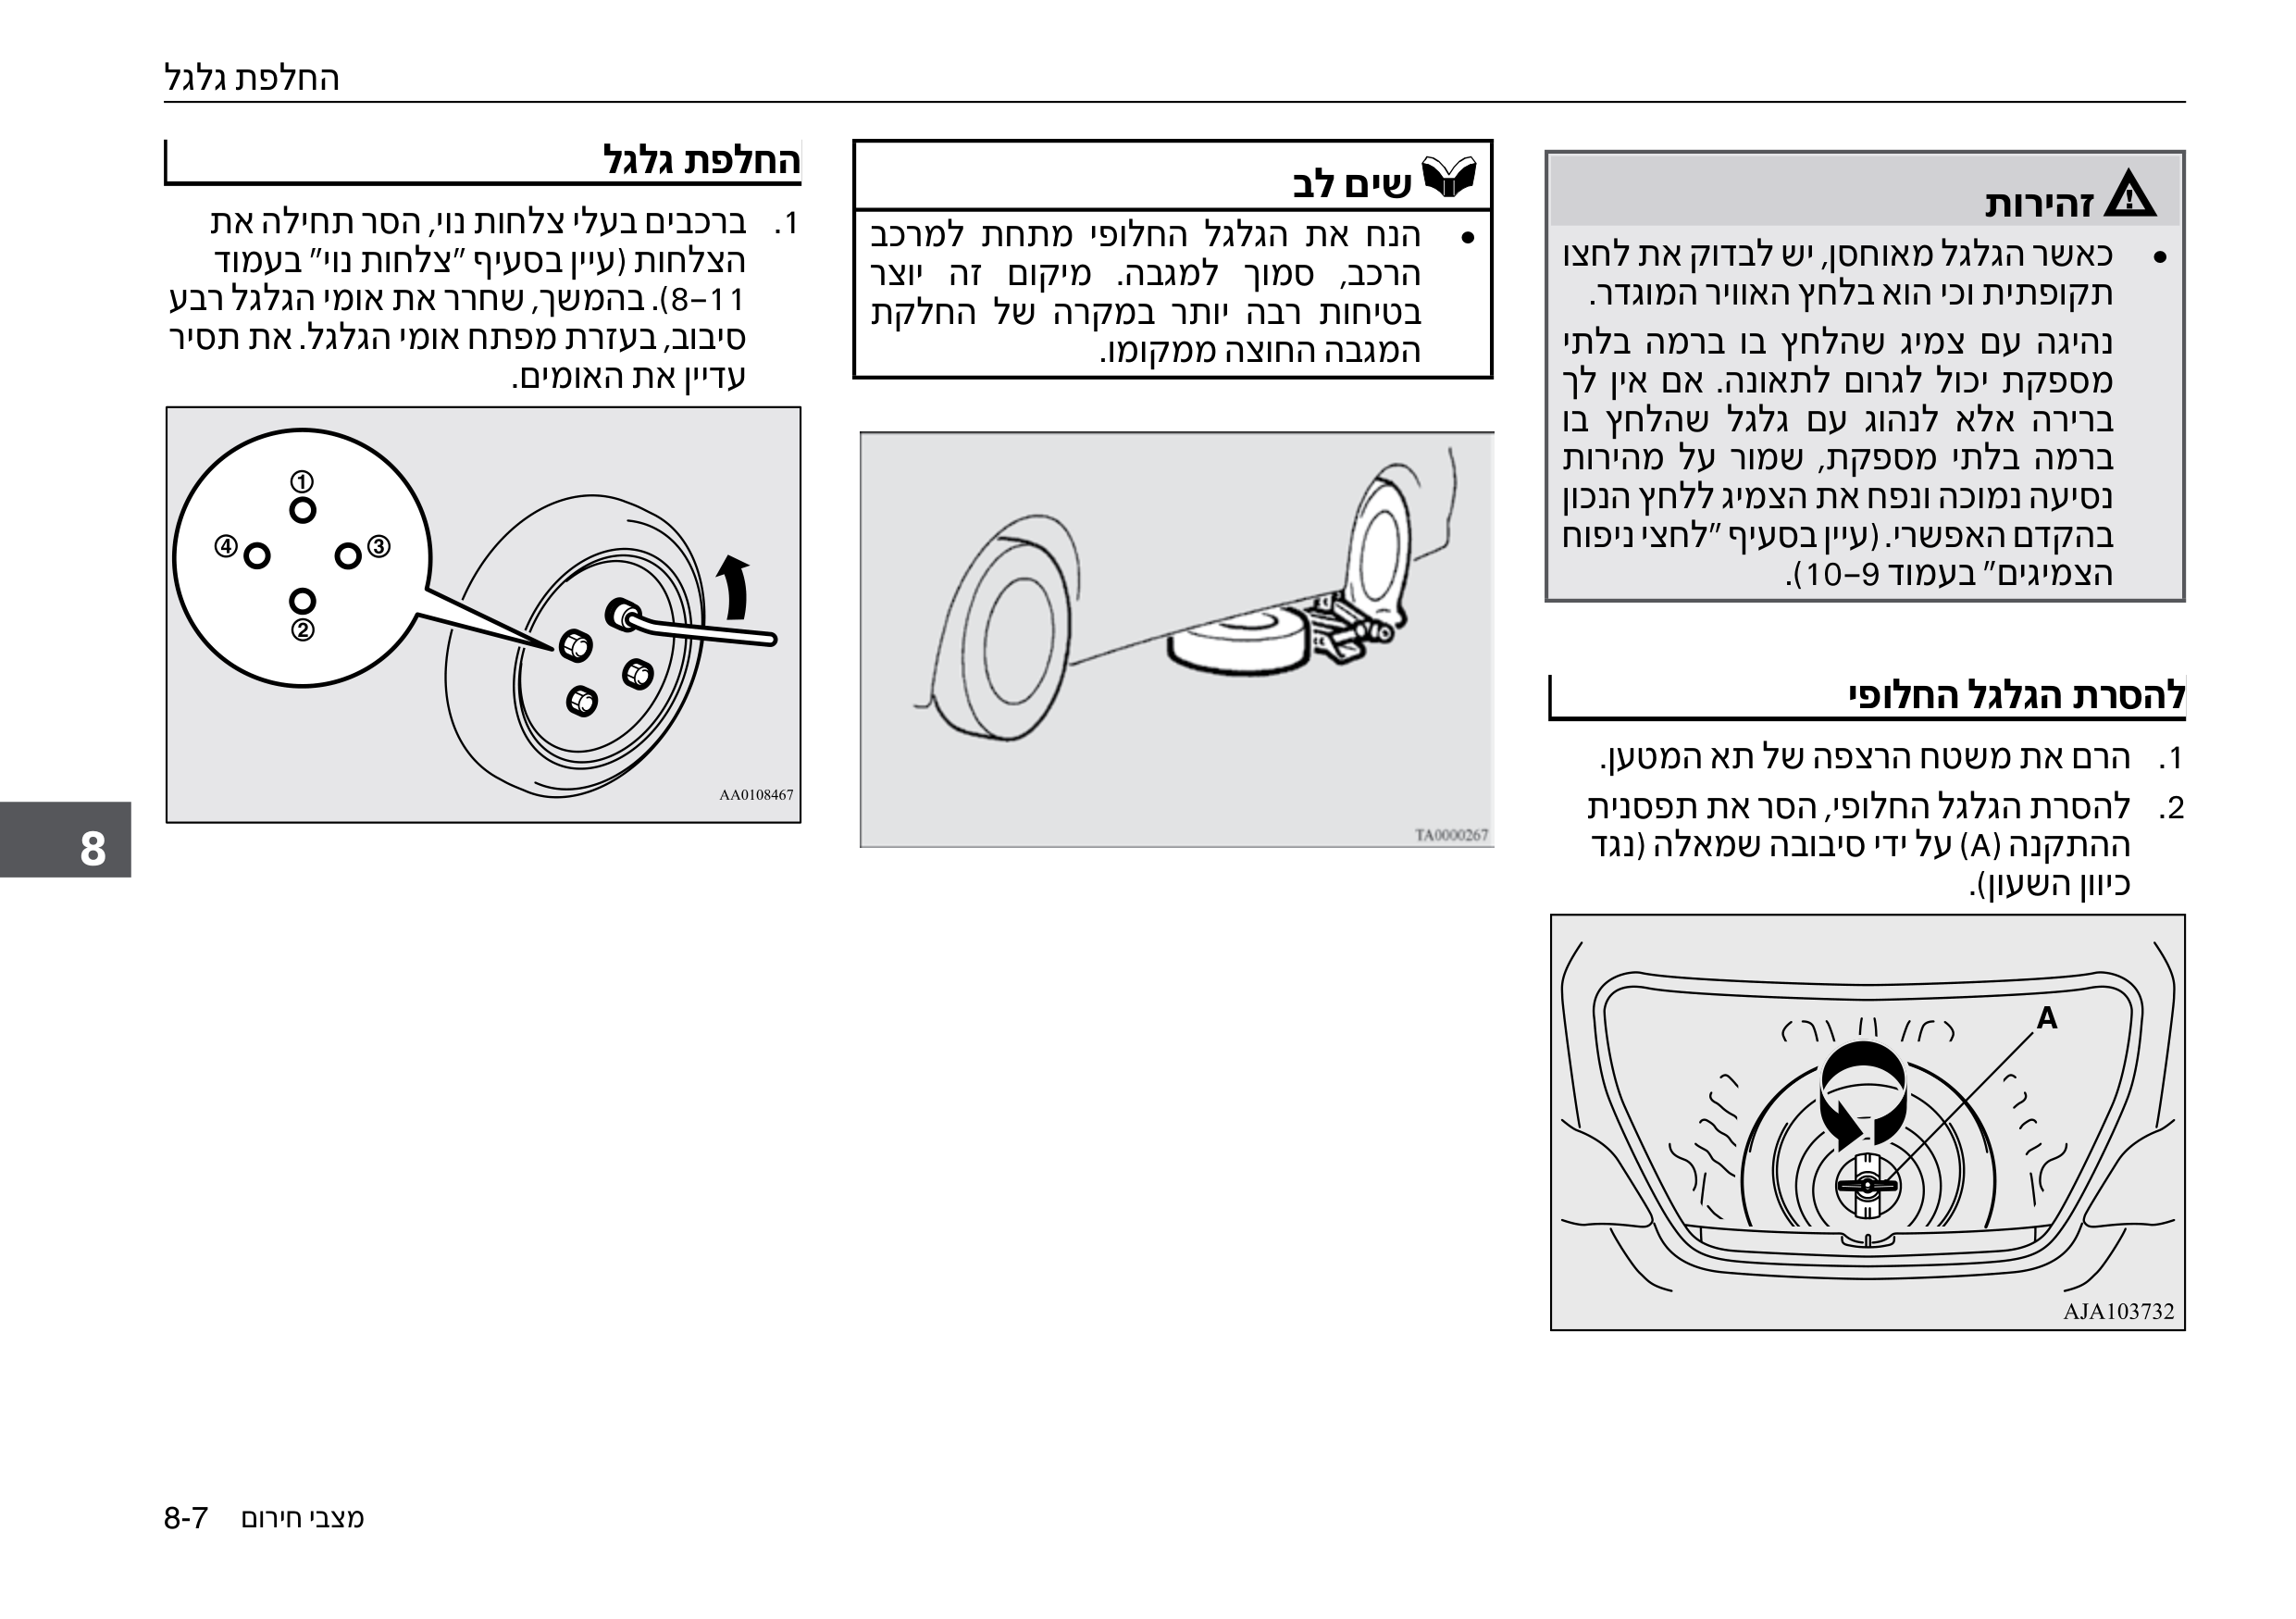 החלפת גלגל
זהירות
• כאשר הגלגל מאוחסן, יש לבדוק את לחצו
תקופתית וכי הוא בלחץ האוויר המוגדר.
נהיגה עם צמיג שהלחץ בו ברמה בלתי
מספקת יכול לגרום לתאונה. אם אין לך
ברירה אלא לנהוג עם גלגל שהלחץ בו
ברמה בלתי מספקת, שמור על מהירות
נסיעה נמוכה ונפח את הצמיג ללחץ הנכון
בהקדם האפשרי. (עיין בסעיף "לחצי ניפוח
הצמיגים" בעמוד 9–10).
להסרת הגלגל החלופי
1. הרם את משטח הרצפה של תא המטען.
2. להסרת הגלגל החלופי, הסר את תפסנית
ההתקנה (A) על ידי סיבובה שמאלה (נגד
כיוון השעון).
A
AJA103732
שים לב
• הנח את הגלגל החלופי מתחת למרכב
הרכב, סמוך למגבה. מיקום זה יוצר
בטיחות רבה יותר במקרה של החלקת
המגבה החוצה ממקומו.
TA0000267
החלפת גלגל
1. ברכבים בעלי צלחות נוי, הסר תחילה את
הצלחות (עיין בסעיף "צלחות נוי" בעמוד
8–11). בהמשך, שחרר את אומי הגלגל רבע
סיבוב, בעזרת מפתח אומי הגלגל. את תסיר
עדיין את האומים.
①
④ ③
②
AA0108467
8
8-7 מצבי חירום